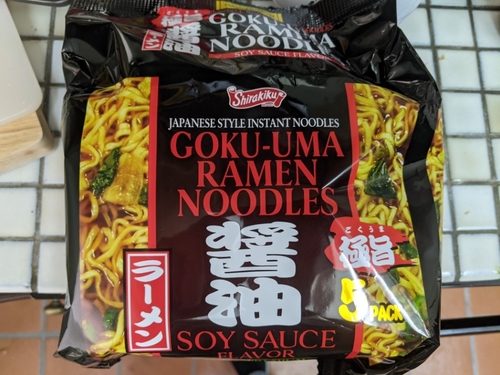 GOKU-UMA
RAMEN
NOODLES
SOY SAUCE FLAVOR
Shirakiku
JAPANESE STYLE INSTANT NOODLES
GOKU-UMA
RAMEN
NOODLES
醤油
ごくうま
極旨
5 PACK
ラーメン
SOY SAUCE
FLAVOR